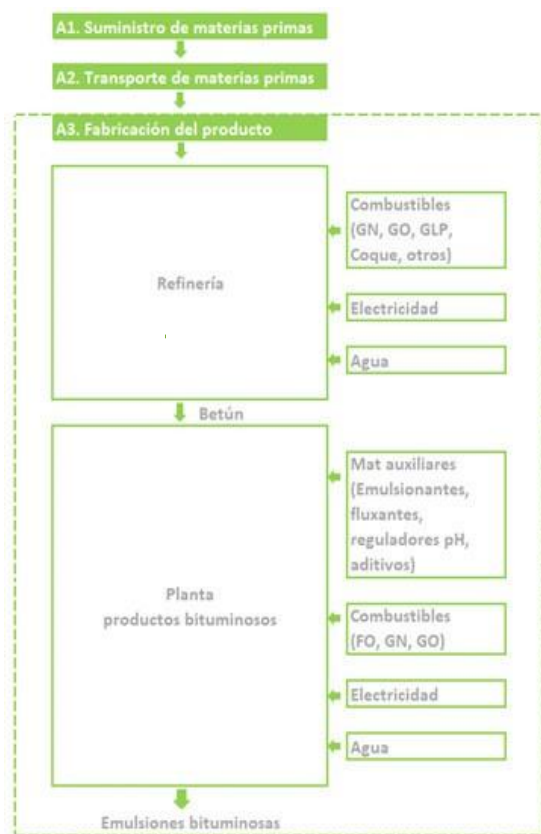 A1. Suministro de materias primas
A2. Transporte de materias primas
A3. Fabricación del producto
Refinería
Combustibles
(GN, GO, GLP,
Coque, otros)
Electricidad
Agua
Betún
Planta
productos bituminosos
Mat auxiliares
(Emulsionantes,
fluxantes,
reguladores pH,
aditivos)
Combustibles
(FO, GN, GO)
Electricidad
Agua
Emulsiones bituminosas